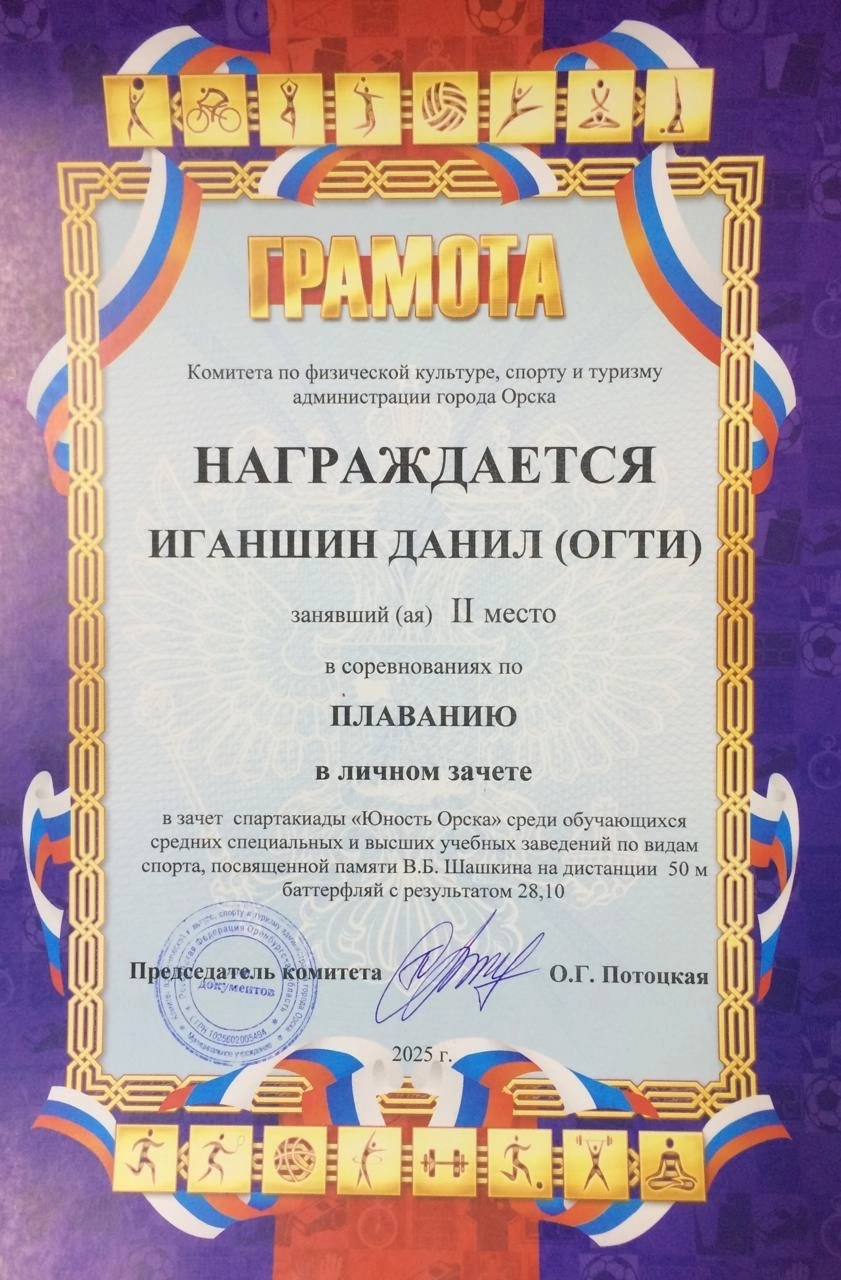 ГРАМОТА
Комитета по физической культуре, спорту и туризму
администрации города Орска
НАГРАЖДАЕТСЯ
ИГАНШИН ДАНИЛ (ОГТИ)
занявший (ая) II место
в соревнованиях по
ПЛАВАНИЮ
в личном зачете
в зачет спартакиады «Юность Орска» среди обучающихся
средних специальных и высших учебных заведений по видам
спорта, посвященной памяти В.Б. Шашкина на дистанции 50 м
баттерфляй с результатом 28,10
Председатель комитета О.Г. Потоцкая
документов
2025 г.